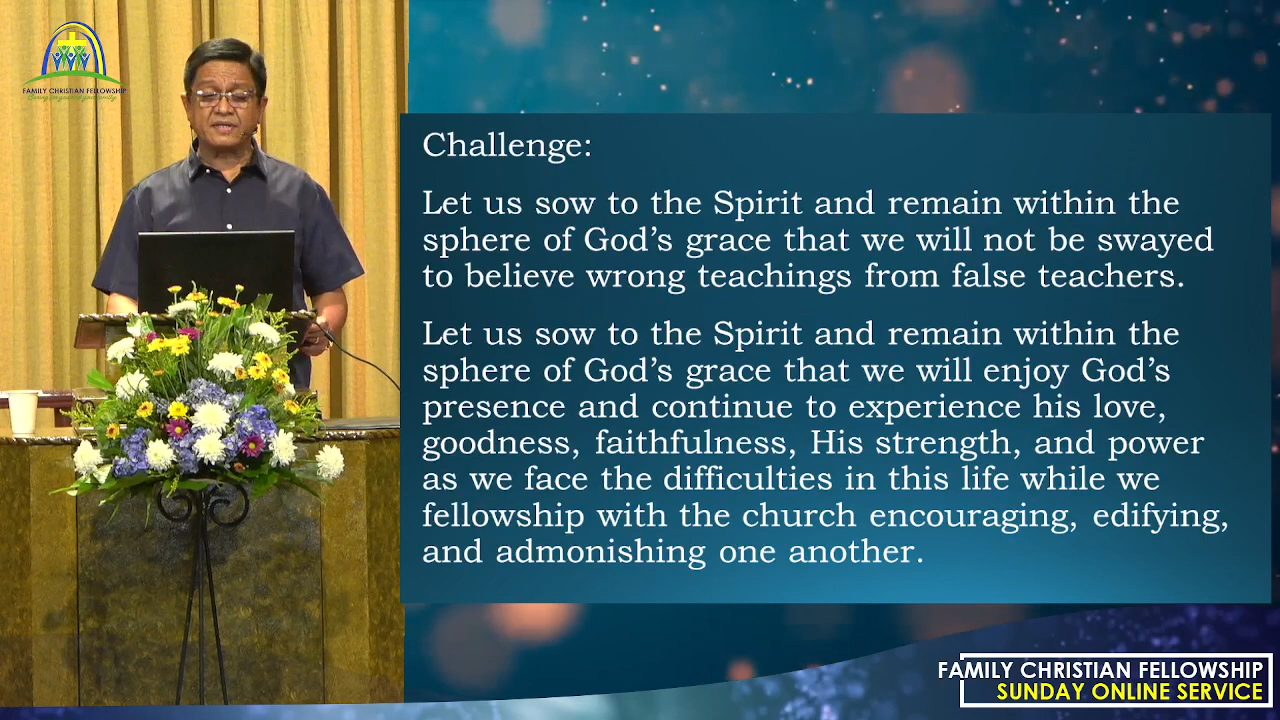 FAMILY CHRISTIAN FELLOWSHIP
Challenge:
Let us sow to the Spirit and remain within the
sphere of God's grace that we will not be swayed
to believe wrong teachings from false teachers.
Let us sow to the Spirit and remain within the
sphere of God's grace that we will enjoy God's
presence and continue to experience his love,
goodness, faithfulness, His strength, and power
as we face the difficulties in this life while we
fellowship with the church encouraging, edifying,
and admonishing one another.
FAMILY CHRISTIAN FELLOWSHIP
SUNDAY ONLINE SERVICE